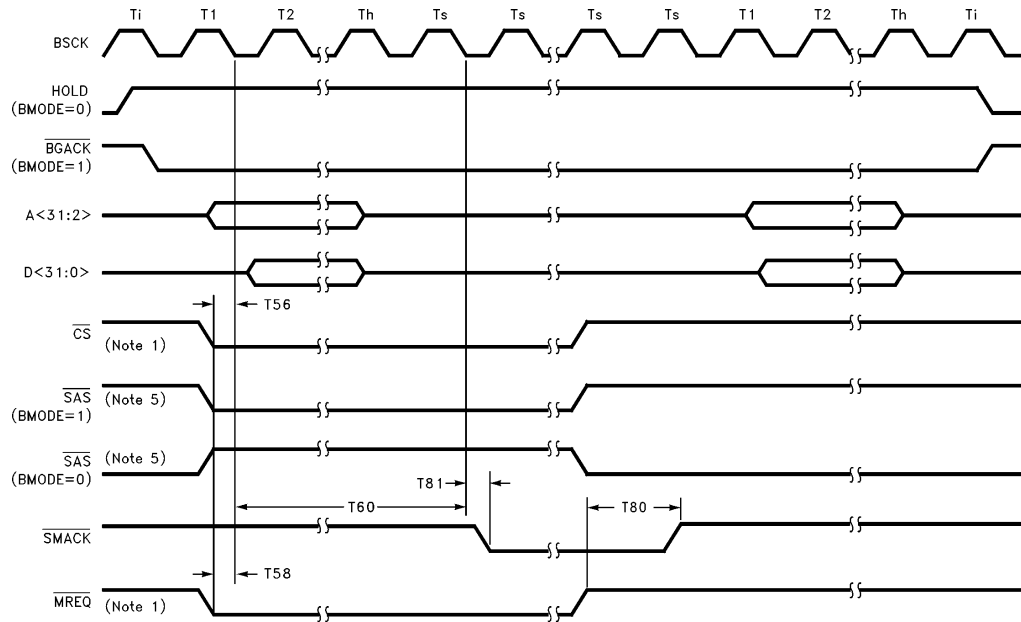 Ti T1 T2 Th Ts Ts Ts Ts T1 T2 Th Ti
BSCK
HOLD
(BMODE=0)
BGACK
(BMODE=1)
A<31:2>
D<31:0>
T56
CS (Note 1)
SAS (Note 5)
(BMODE=1)
SAS (Note 5)
(BMODE=0)
T81
T60 T80
SMACK
T58
MREQ (Note 1)